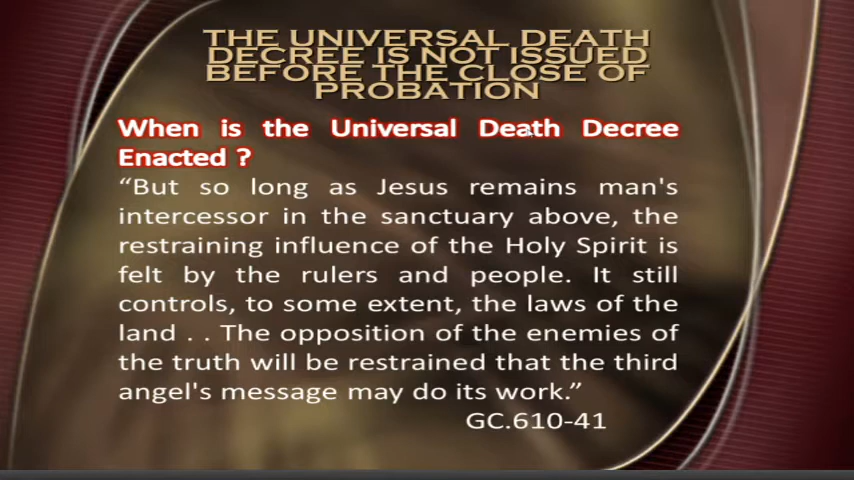 THE UNIVERSAL DEATH
DECREE IS NOT ISSUED
BEFORE THE CLOSE OF
PROBATION
When is the Universal Death Decree
Enacted ?
“But so long as Jesus remains man's
intercessor in the sanctuary above, the
restraining influence of the Holy Spirit is
felt by the rulers and people. It still
controls, to some extent, the laws of the
land . . The opposition of the enemies of
the truth will be restrained that the third
angel's message may do its work.”
GC.610-41